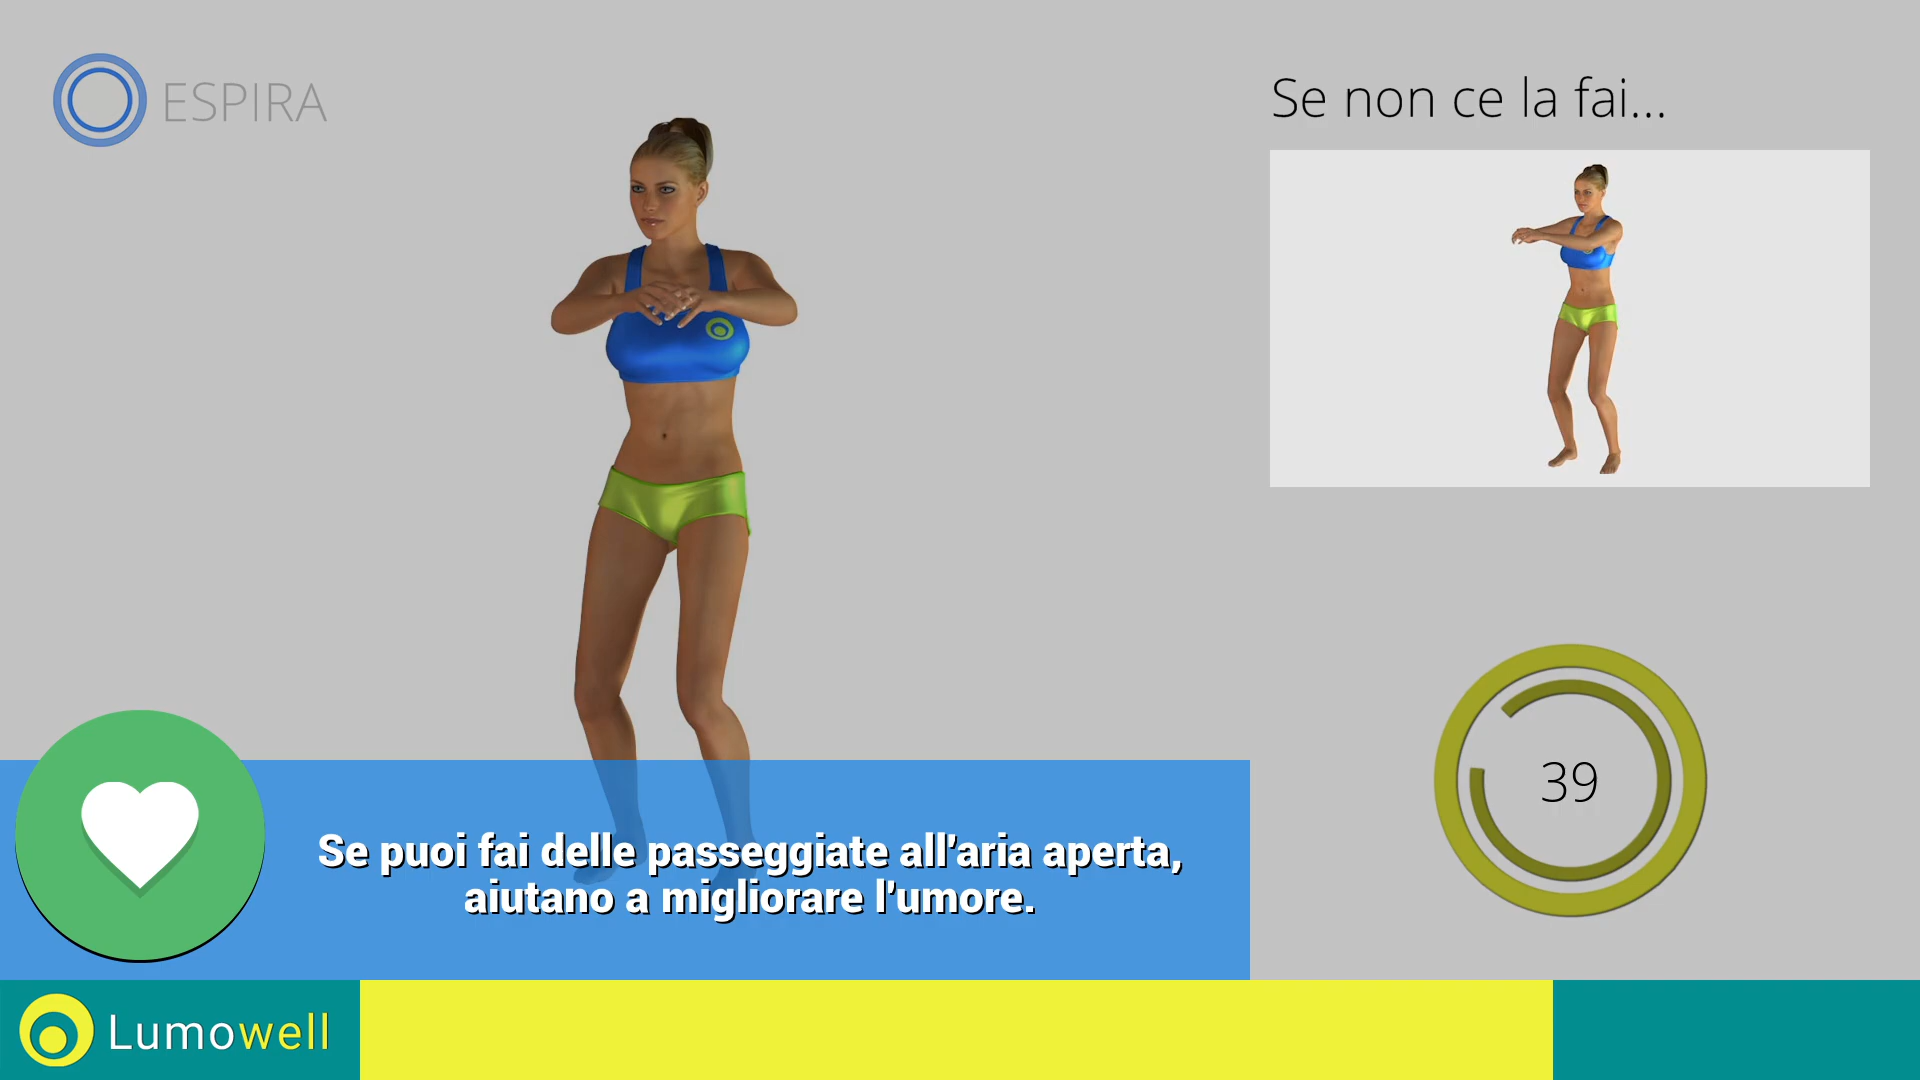 ESPIRA
Se non ce la fai...
39
Se puoi fai delle passeggiate all'aria aperta,
aiutano a migliorare l'umore.
Lumowell